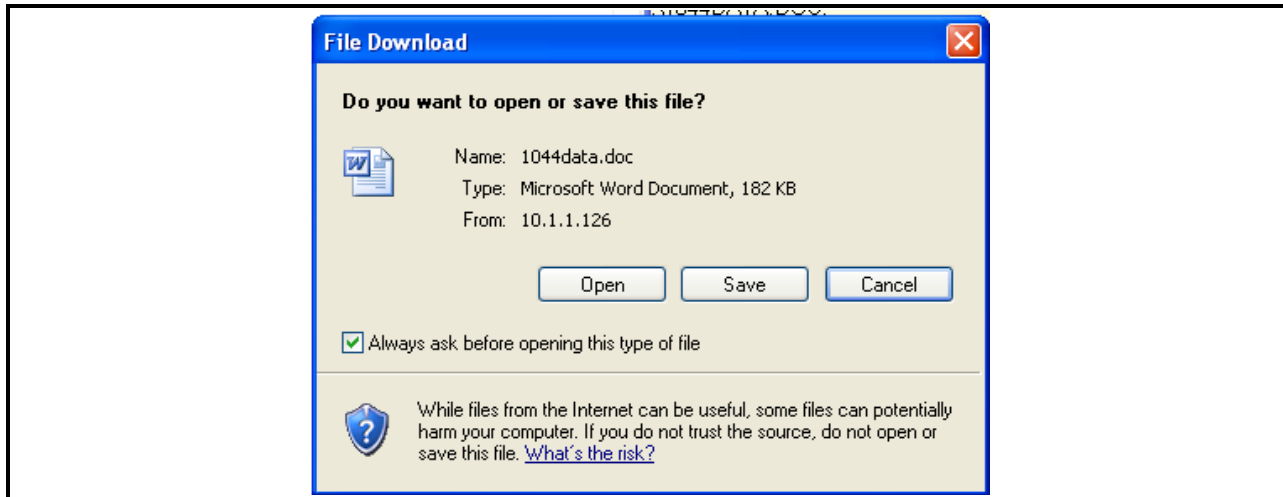 File Download
Do you want to open or save this file?
Name: 1044data.doc
Type: Microsoft Word Document, 182 KB
From: 10.1.1.126
Open Save Cancel
Always ask before opening this type of file
While files from the Internet can be useful, some files can potentially
harm your computer. If you do not trust the source, do not open or
save this file. What's the risk?